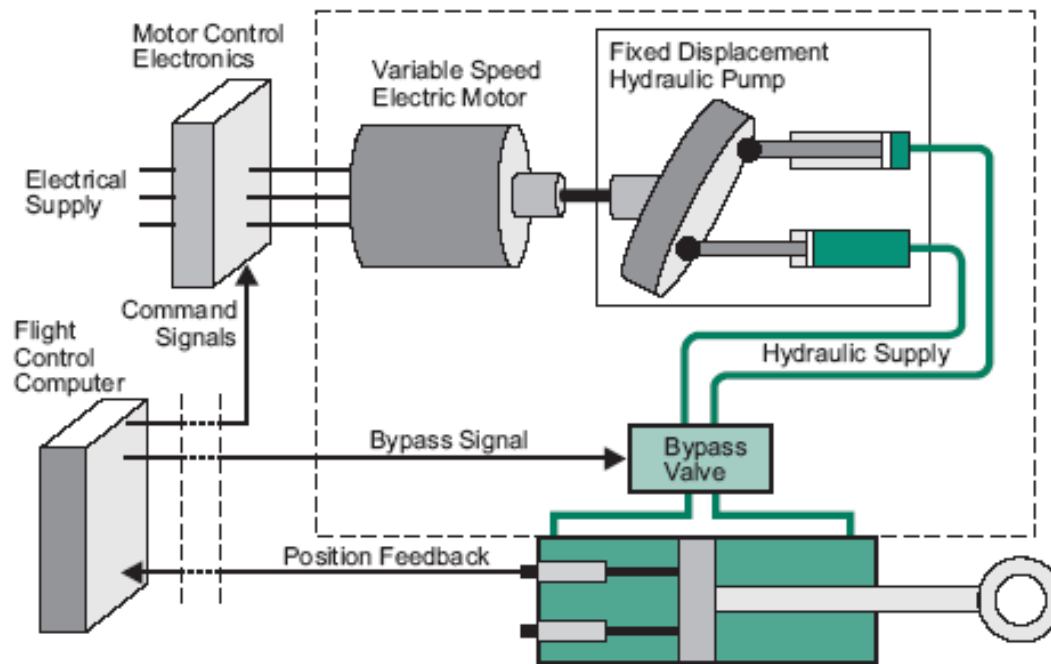 Motor Control
Electronics
Variable Speed
Electric Motor
Fixed Displacement
Hydraulic Pump
Electrical
Supply
Command
Signals
Flight
Control
Computer
Hydraulic Supply
Bypass Signal
Bypass
Valve
Position Feedback